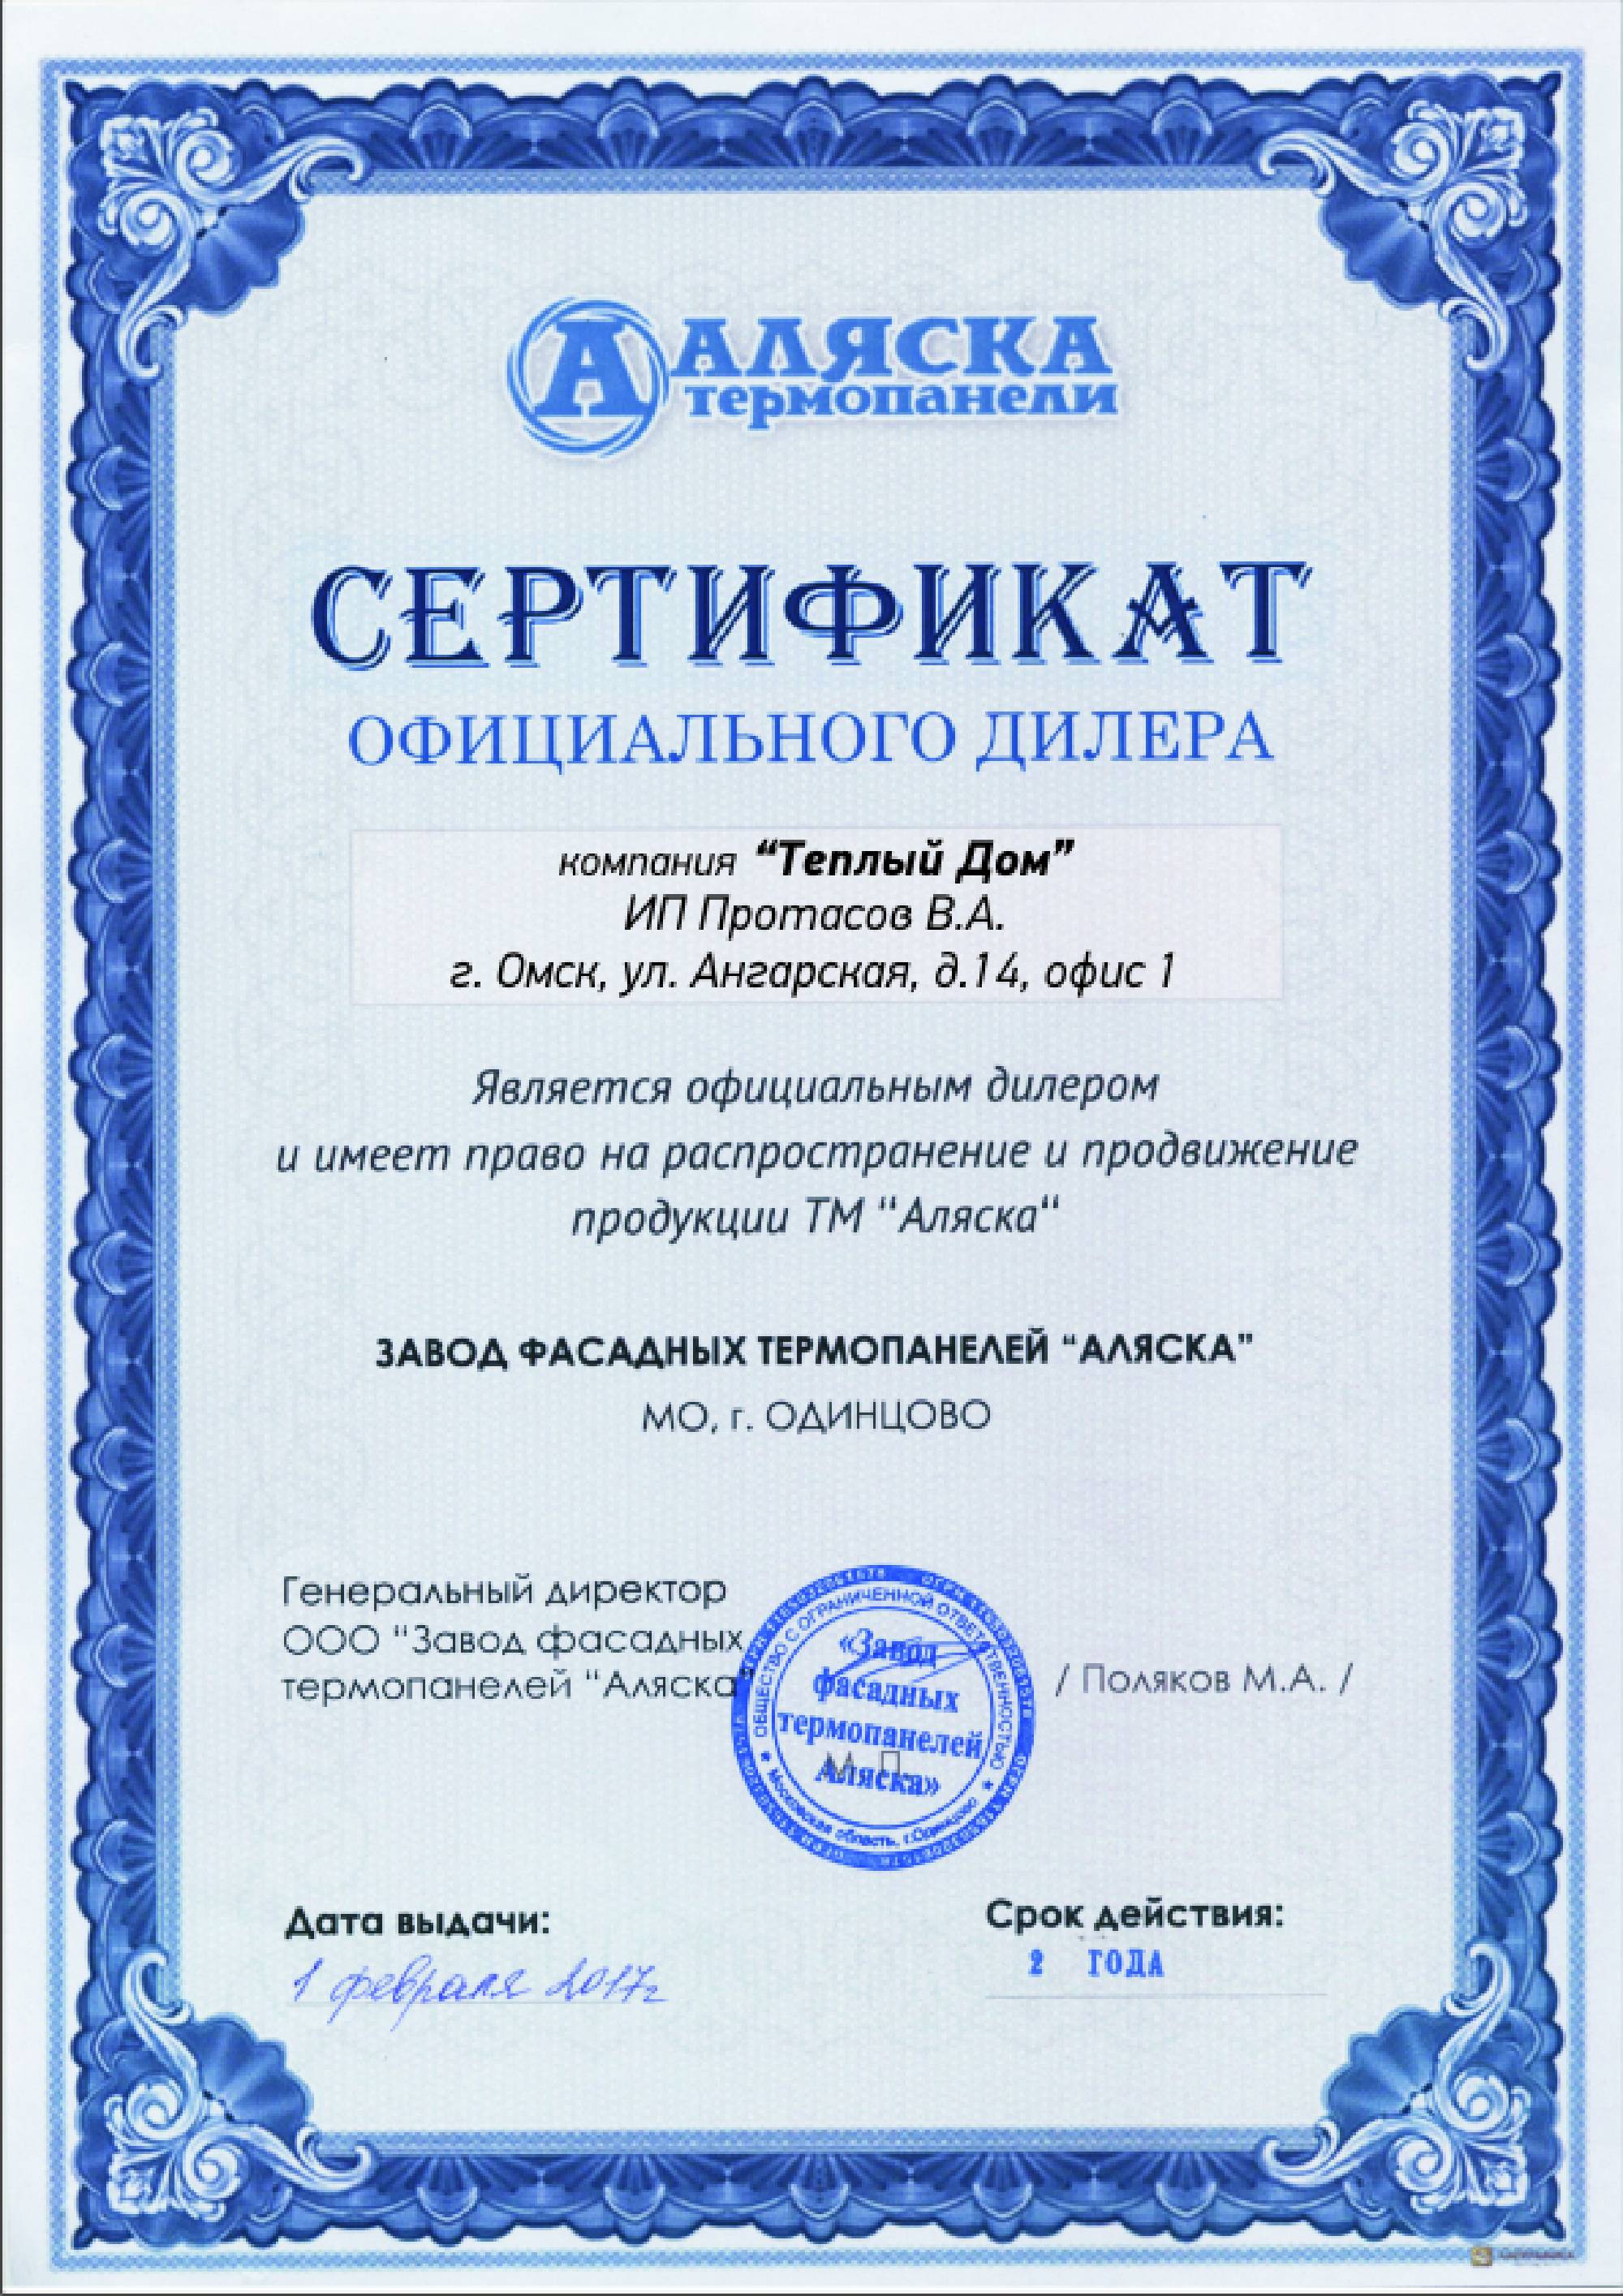 А АЛЯСКА
термопанели
СЕРТИФИКАТ
ОФИЦИАЛЬНОГО ДИЛЕРА
компания “Теплый Дом”
ИП Протасов В.А.
г. Омск, ул. Ангарская, д.14, офис 1
Является официальным дилером
и имеет право на распространение и продвижение
продукции ТМ “Аляска“
ЗАВОД ФАСАДНЫХ ТЕРМОПАНЕЛЕЙ “АЛЯСКА”
МО, г. ОДИНЦОВО
Генеральный директор
ООО “Завод фасадных
термопанелей “Аляска”
ОБЩЕСТВО С ОГРАНИЧЕННОЙ ОТВЕТСТВЕННОСТЬЮ
«Завод
фасадных
термопанелей
Аляска»
М.П.
Московская область, г.Одинцово
/ Поляков М.А. /
Дата выдачи:
1 февраля 2017г
Срок действия:
2 ГОДА